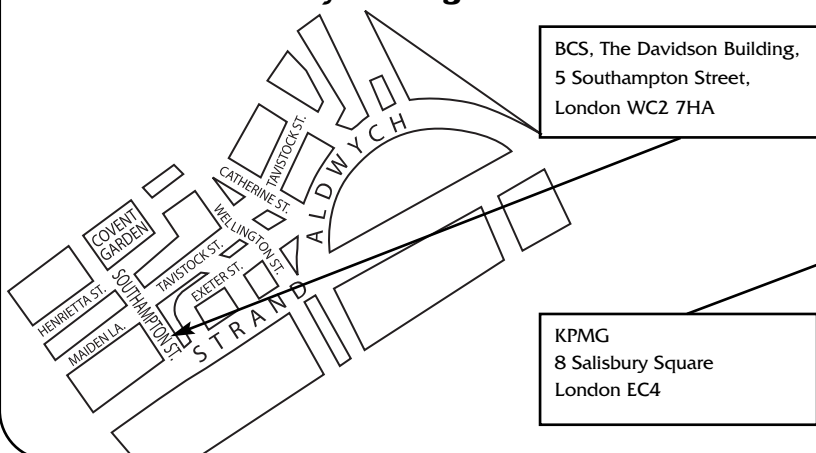 BCS, The Davidson Building,
5 Southampton Street,
London WC2 7HA
TAVISTOCK ST.
CATHERINE ST.
ALDWYCH
COVENT
GARDEN
WELLINGTON ST.
TAVISTOCK ST.
EXETER ST.
SOUTHAMPTON ST.
HENRIETTA ST.
MAIDEN LA.
STRAND
KPMG
8 Salisbury Square
London EC4